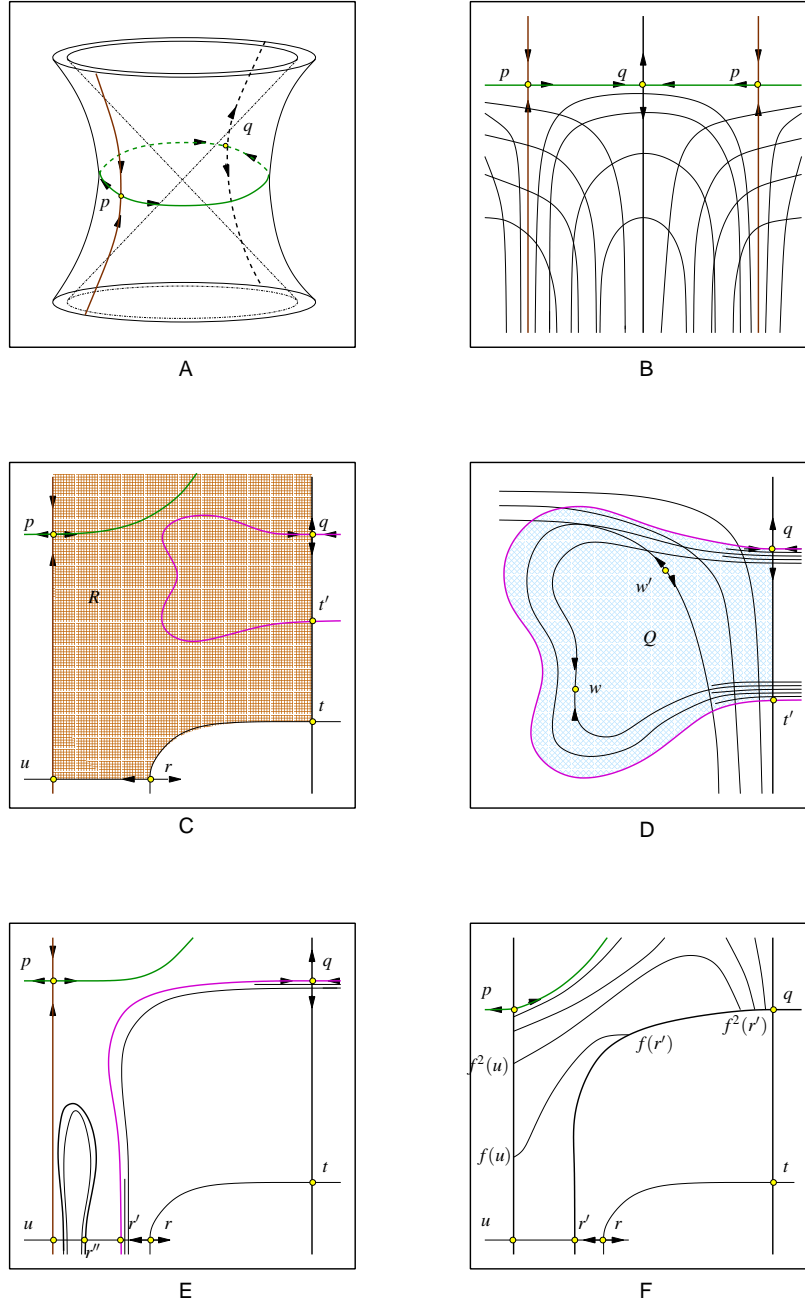 q
p
A
p
q
p
B
p
q
R
t′
t
u
r
C
q
w′
Q
w
t′
D
p
q
t
u
r″
r′
r
E
p
q
f²(r′)
f(r′)
f²(u)
f(u)
t
u
r′
r
F